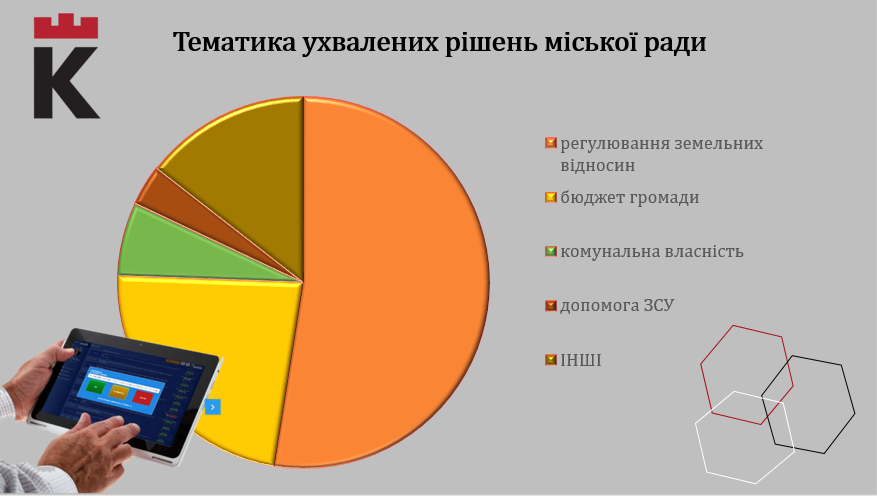 Тематика ухвалених рішень міської ради
K
регулювання земельних
відносин
бюджет громади
комунальна власність
допомога ЗСУ
ІНШІ